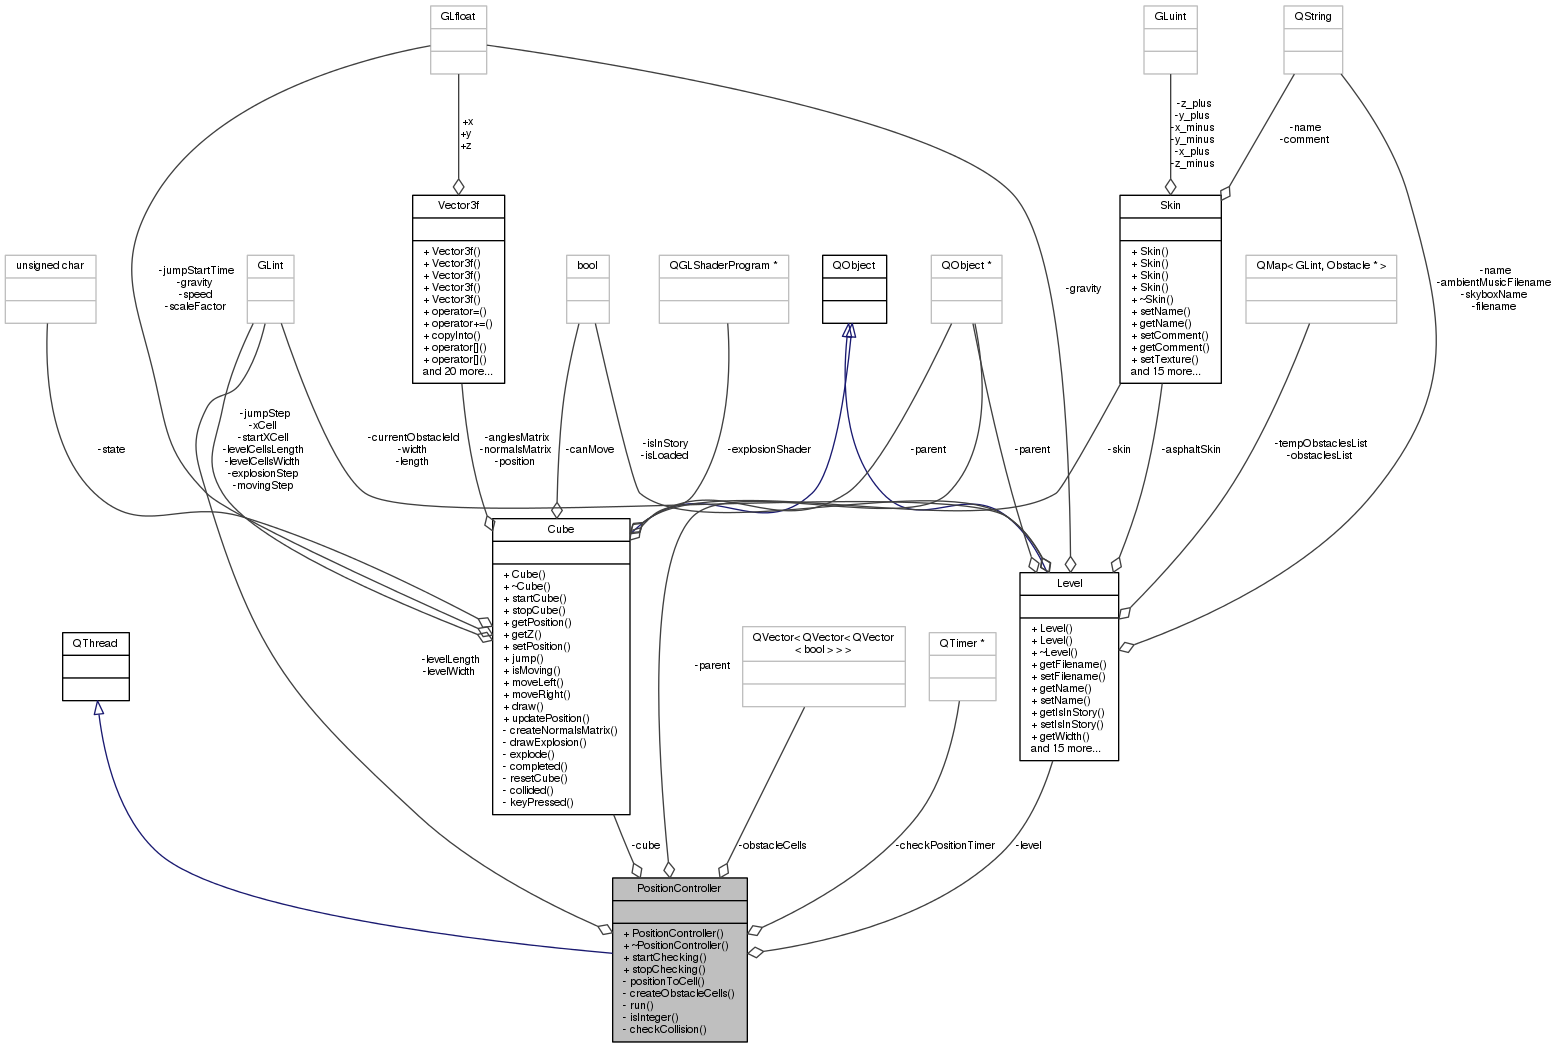 GLfloat
GLuint
QString
+x
+y
+z
-z_plus
-y_plus
-x_minus
-y_minus
-x_plus
-z_minus
-name
-comment
Vector3f
+ Vector3f()
+ Vector3f()
+ Vector3f()
+ Vector3f()
+ Vector3f()
+ operator=()
+ operator+=()
+ copyInto()
+ operator[]()
+ operator[]()
and 20 more...
Skin
+ Skin()
+ Skin()
+ Skin()
+ Skin()
+ ~Skin()
+ setName()
+ getName()
+ setComment()
+ getComment()
+ setTexture()
and 15 more...
unsigned char
-jumpStartTime
-gravity
-speed
-scaleFactor
GLint
bool
QGLShaderProgram *
QObject
QObject *
-gravity
QMap< GLint, Obstacle * >
-name
-ambientMusicFilename
-skyboxName
-filename
-state
-jumpStep
-xCell
-startXCell
-levelCellsLength
-levelCellsWidth
-explosionStep
-movingStep
-currentObstacleId
-width
-length
-anglesMatrix
-normalsMatrix
-position
-canMove
-isInStory
-isLoaded
-explosionShader
-parent
-parent
-skin
-asphaltSkin
-tempObstaclesList
-obstaclesList
Cube
+ Cube()
+ ~Cube()
+ startCube()
+ stopCube()
+ getPosition()
+ getZ()
+ setPosition()
+ jump()
+ isMoving()
+ moveLeft()
+ moveRight()
+ draw()
+ updatePosition()
- createNormalsMatrix()
- drawExplosion()
- explode()
- completed()
- resetCube()
- collided()
- keyPressed()
Level
+ Level()
+ Level()
+ ~Level()
+ getFilename()
+ setFilename()
+ getName()
+ setName()
+ getIsInStory()
+ setIsInStory()
+ getWidth()
and 15 more...
QThread
-levelLength
-levelWidth
-parent
QVector< QVector< QVector
< bool > > >
QTimer *
-cube
-obstacleCells
-checkPositionTimer
-level
PositionController
+ PositionController()
+ ~PositionController()
+ startChecking()
+ stopChecking()
- positionToCell()
- createObstacleCells()
- run()
- isInteger()
- checkCollision()